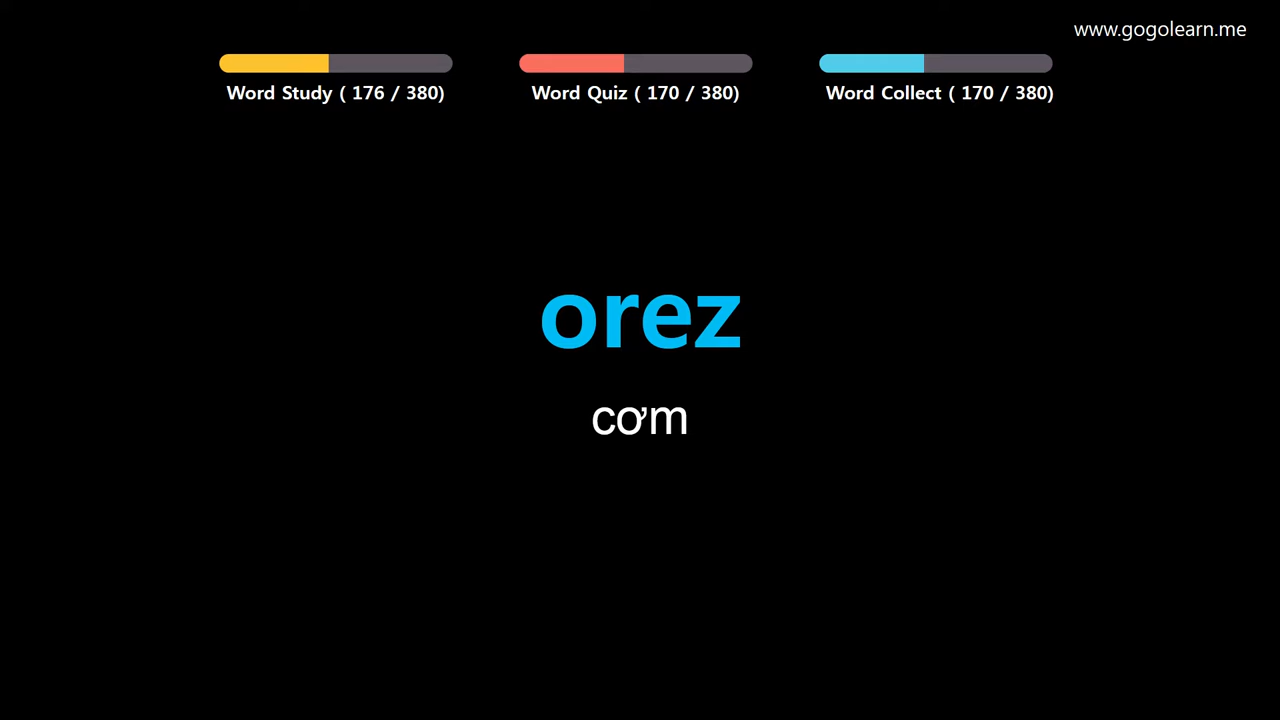 www.gogolearn.me
Word Study ( 176 / 380)
Word Quiz ( 170 / 380)
Word Collect ( 170 / 380)
orez
cơm